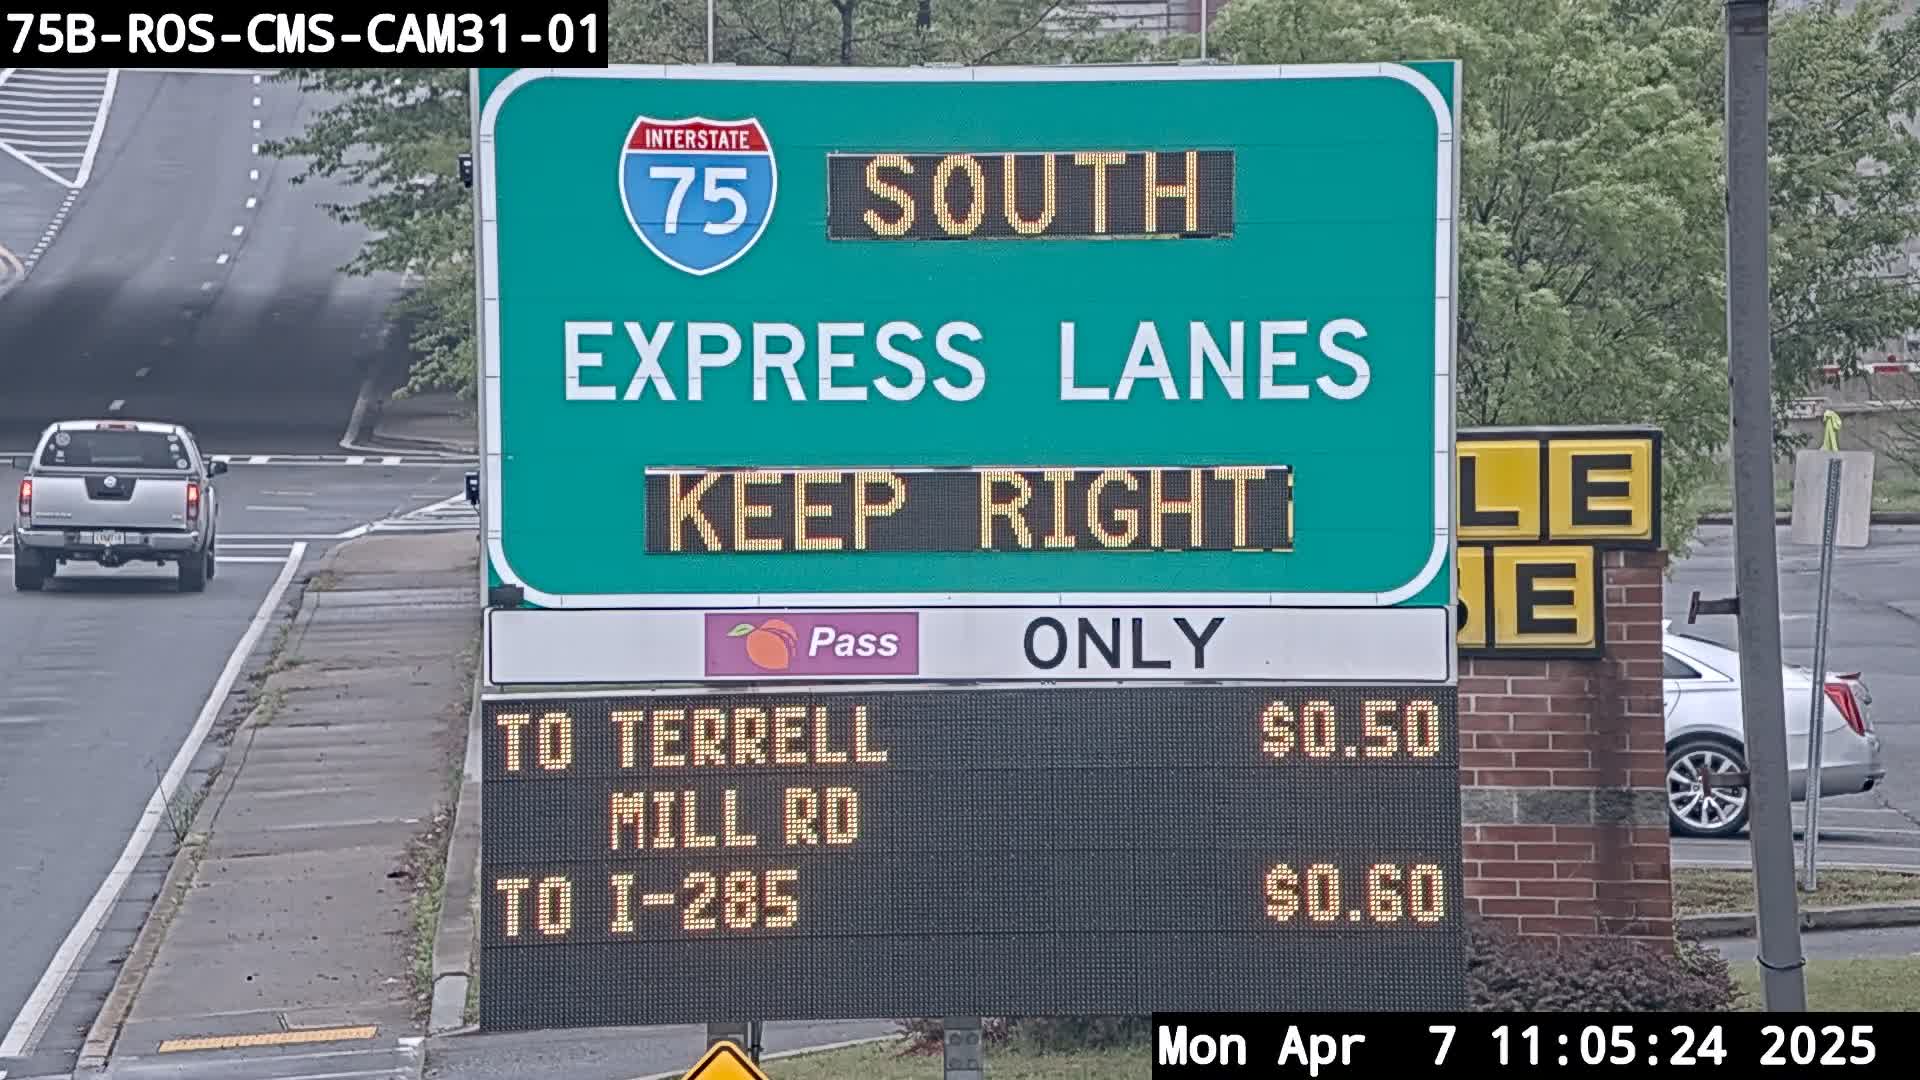 75B-ROS-CMS-CAM31-01
INTERSTATE
75
SOUTH
EXPRESS LANES
KEEP RIGHT
Pass ONLY
TO TERRELL $0.50
MILL RD
TO I-285 $0.60
LE
E
Mon Apr 7 11:05:24 2025